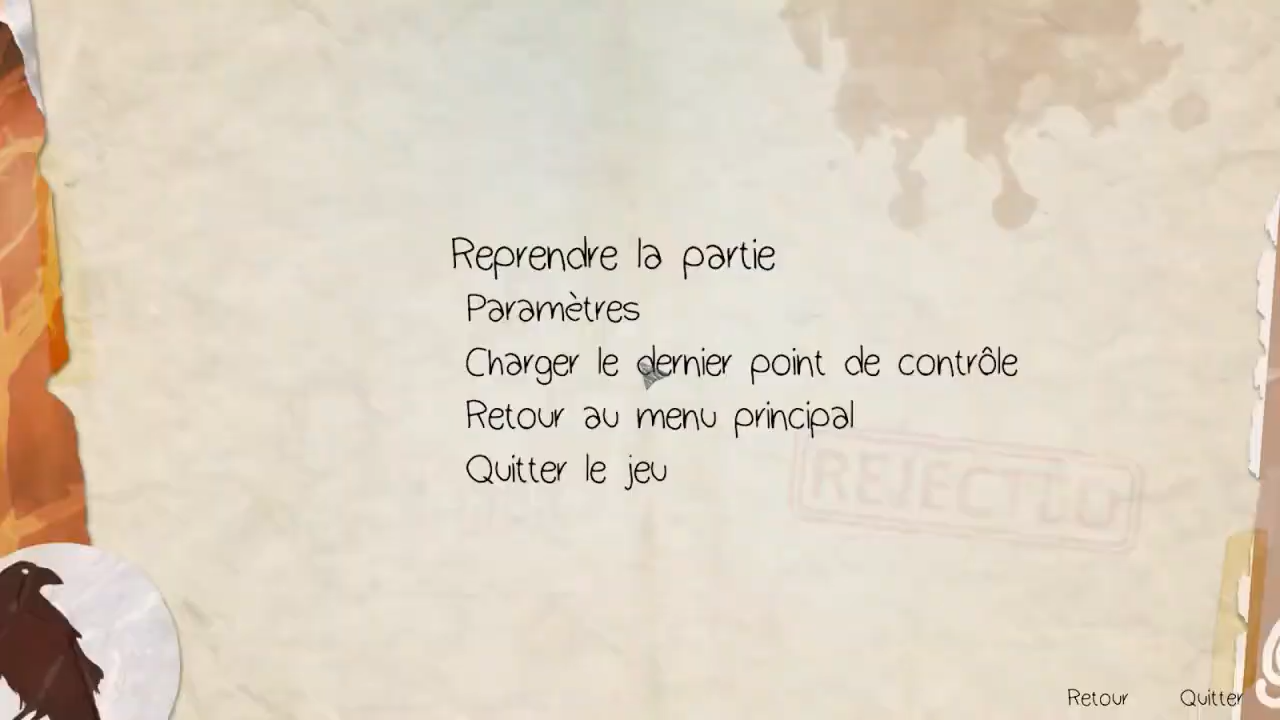 Reprendre la partie
Paramètres
Charger le dernier point de contrôle
Retour au menu principal
REJECTED
Quitter le jeu
Retour
Quitter